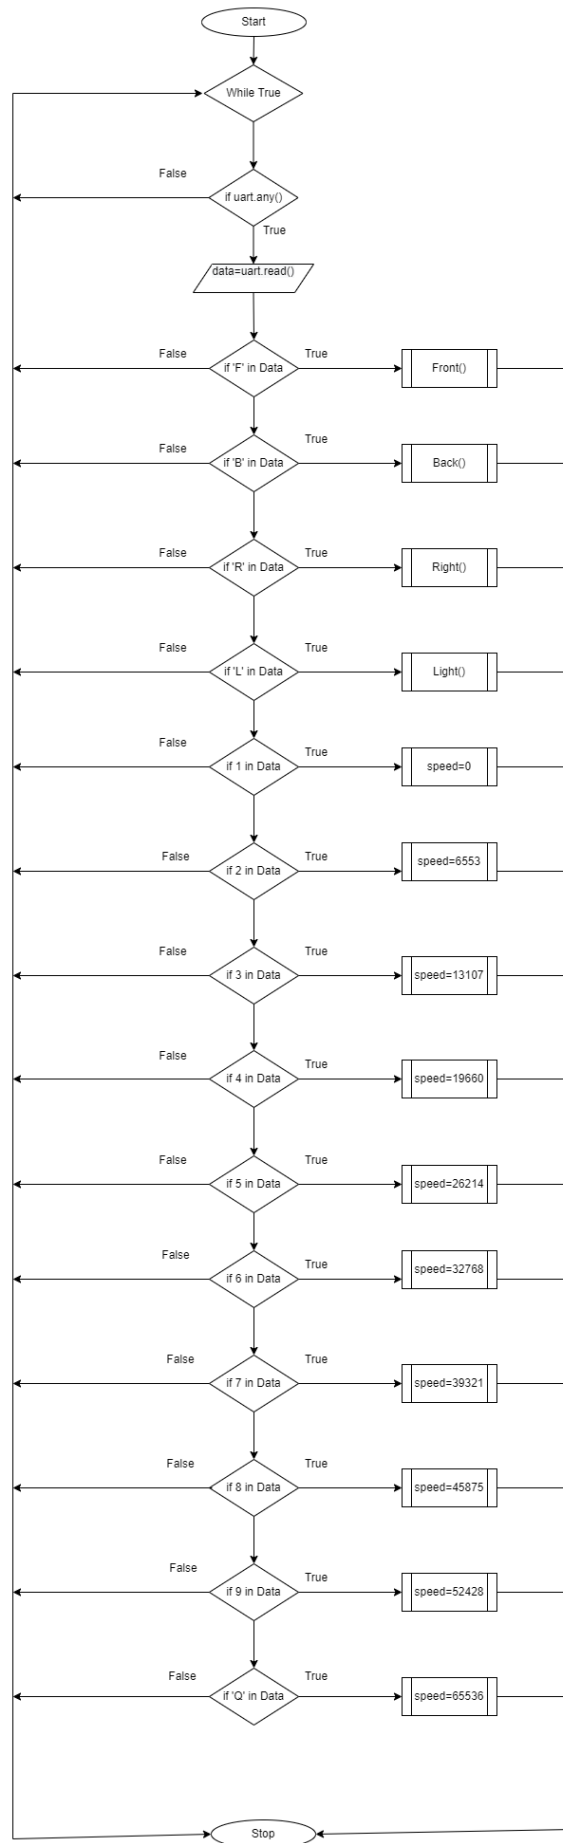 Start
While True
False
if uart.any()
True
data=uart.read()
False
True
if 'F' in Data
Front()
False
True
if 'B' in Data
Back()
False
True
if 'R' in Data
Right()
False
True
if 'L' in Data
Light()
False
True
if 1 in Data
speed=0
False
True
if 2 in Data
speed=6553
False
True
if 3 in Data
speed=13107
False
True
if 4 in Data
speed=19660
False
True
if 5 in Data
speed=26214
False
True
if 6 in Data
speed=32768
False
True
if 7 in Data
speed=39321
False
True
if 8 in Data
speed=45875
False
True
if 9 in Data
speed=52428
False
True
if 'Q' in Data
speed=65536
Stop